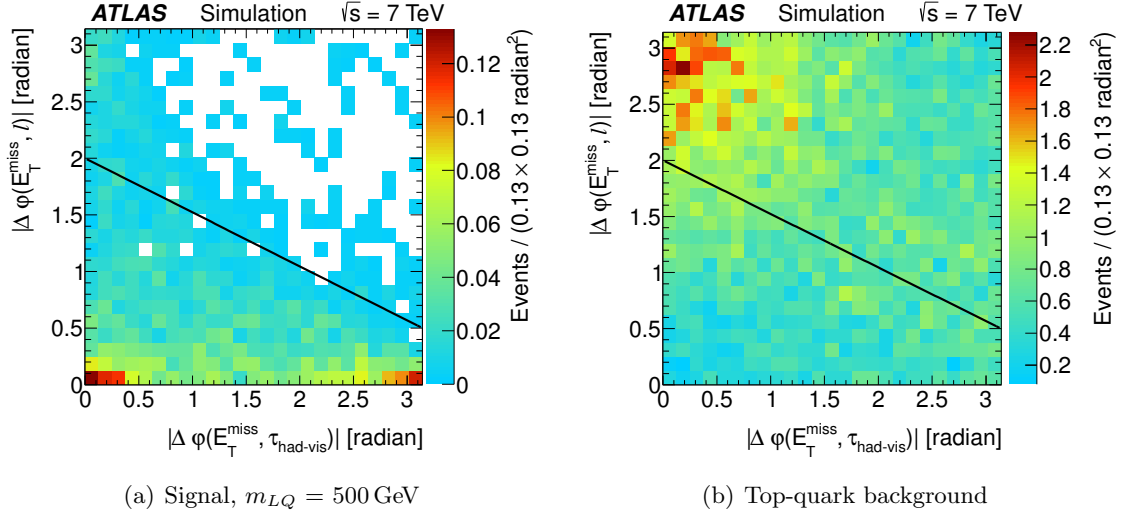 ATLAS Simulation √s = 7 TeV
|Δ φ(E_T^miss, l)| [radian]
3
2.5
2
1.5
1
0.5
0
0 0.5 1 1.5 2 2.5 3
|Δ φ(E_T^miss, τ_had-vis)| [radian]
0.12
0.1
0.08
0.06
0.04
0.02
0
Events / (0.13 × 0.13 radian²)
(a) Signal, m_LQ = 500 GeV
ATLAS Simulation √s = 7 TeV
|Δ φ(E_T^miss, l)| [radian]
3
2.5
2
1.5
1
0.5
0
0 0.5 1 1.5 2 2.5 3
|Δ φ(E_T^miss, τ_had-vis)| [radian]
2.2
2
1.8
1.6
1.4
1.2
1
0.8
0.6
0.4
0.2
Events / (0.13 × 0.13 radian²)
(b) Top-quark background